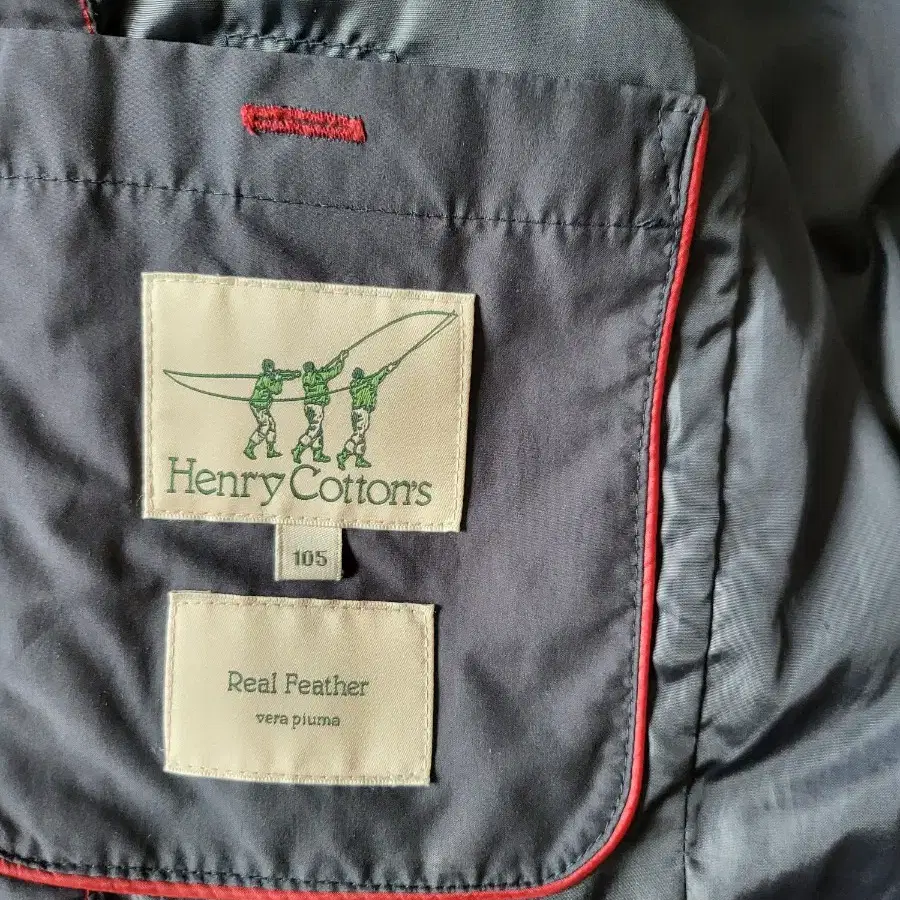 Henry Cotton's
105
Real Feather
vera piuma